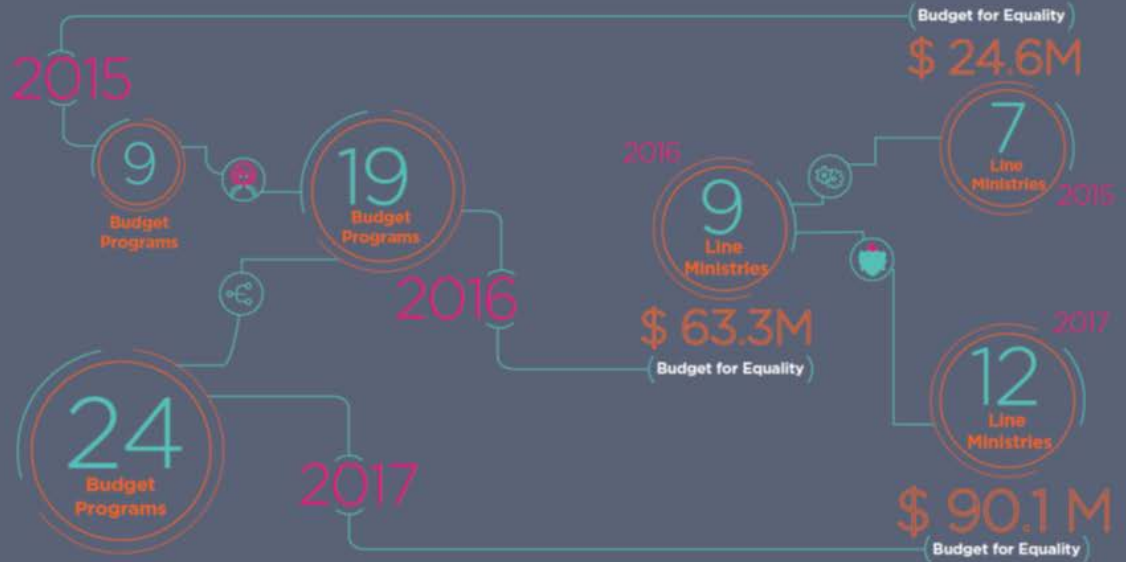 Budget for Equality
$ 24.6M
2015
9
Budget
Programs
19
Budget
Programs
2016
9
Line
Ministries
7
Line
Ministries
2015
2016
$ 63.3M
Budget for Equality
24
Budget
Programs
2017
2017
12
Line
Ministries
$ 90.1 M
Budget for Equality